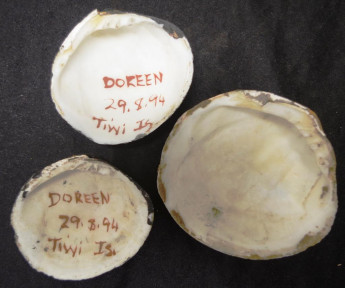 DOREEN
29.8.94
Tiwi Is.
DOREEN
29.8.94
Tiwi Is.